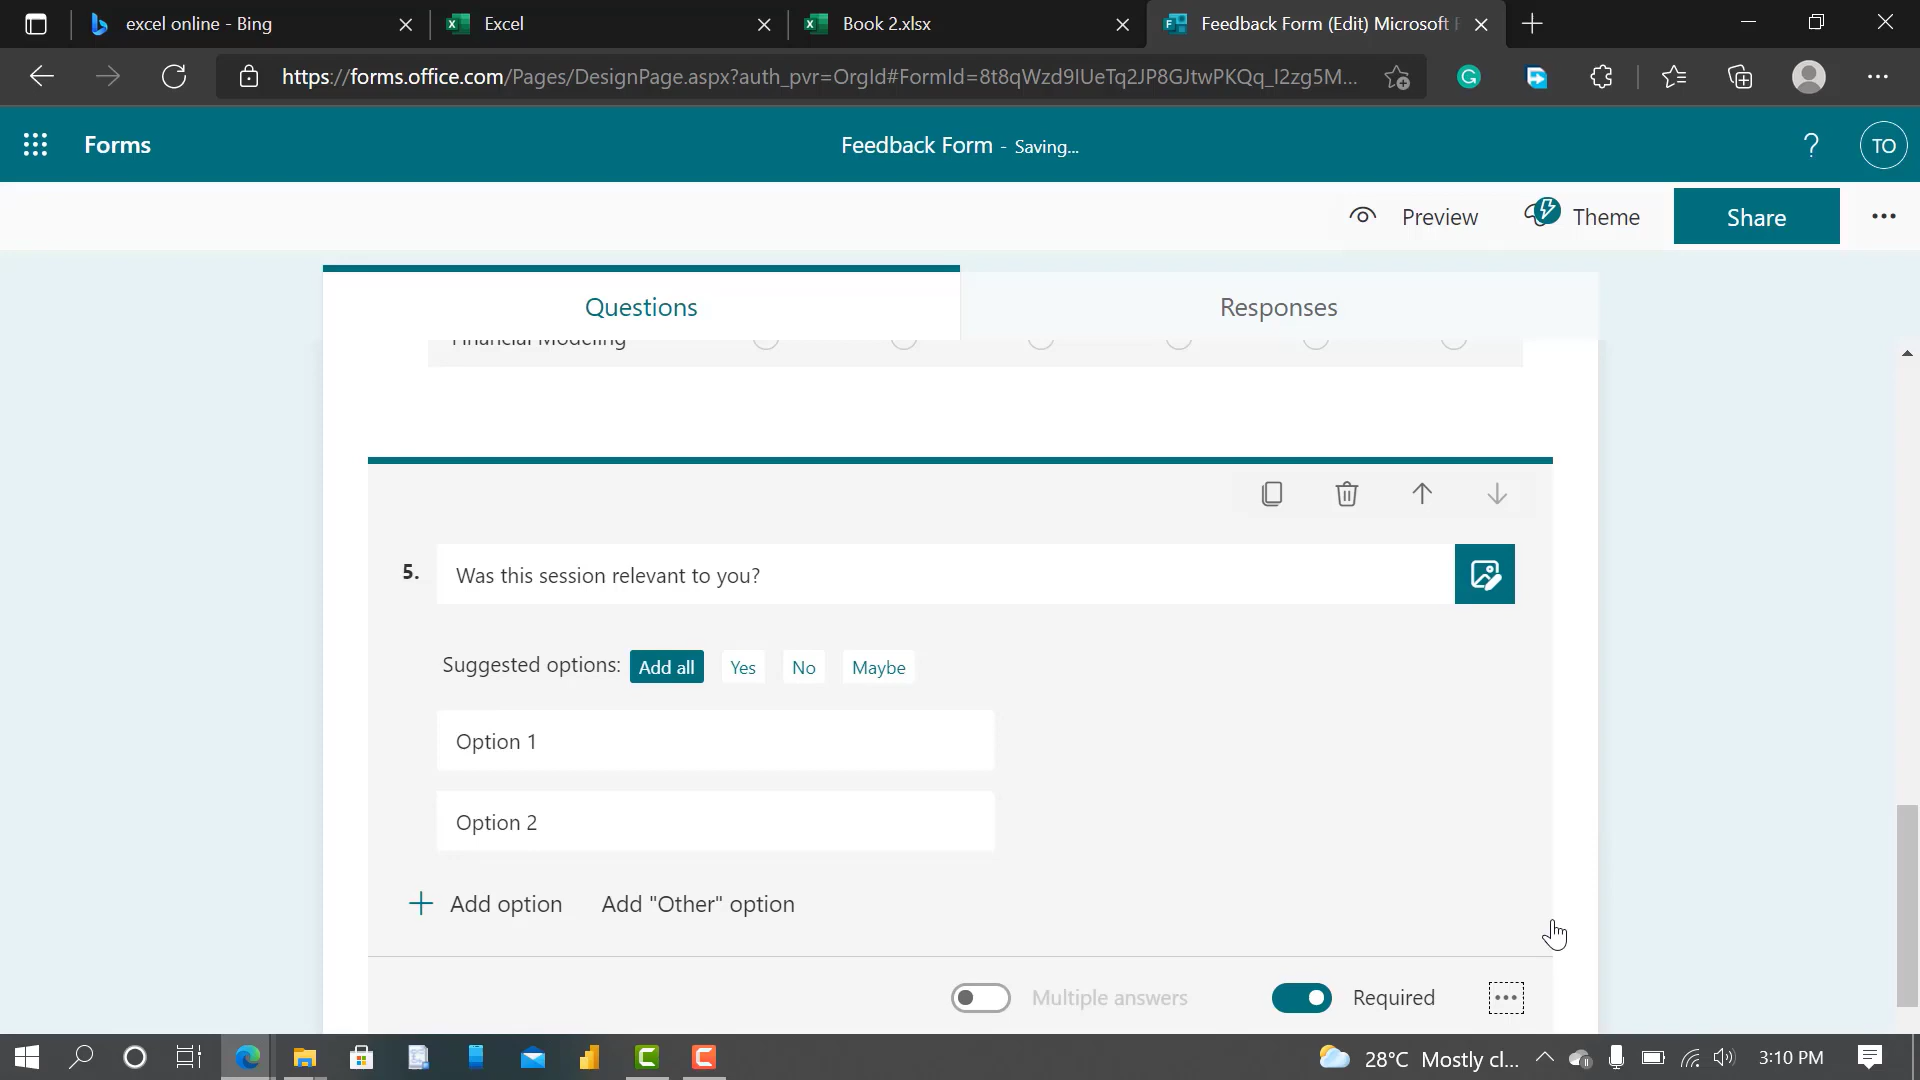 excel online - Bing
Excel
Book 2.xlsx
Feedback Form (Edit) Microsoft F
https://forms.office.com/Pages/DesignPage.aspx?auth_pvr=OrgId#FormId=8t8qWzd9IUeTq2JP8GJtwPKQq_I2zg5M...
Forms
Feedback Form - Saving...
?
TO
Preview
Theme
Share
Questions
Responses
Financial Modeling
5. Was this session relevant to you?
Suggested options: Add all Yes No Maybe
Option 1
Option 2
Add option
Add "Other" option
Multiple answers
Required
28°C Mostly cl...
3:10 PM